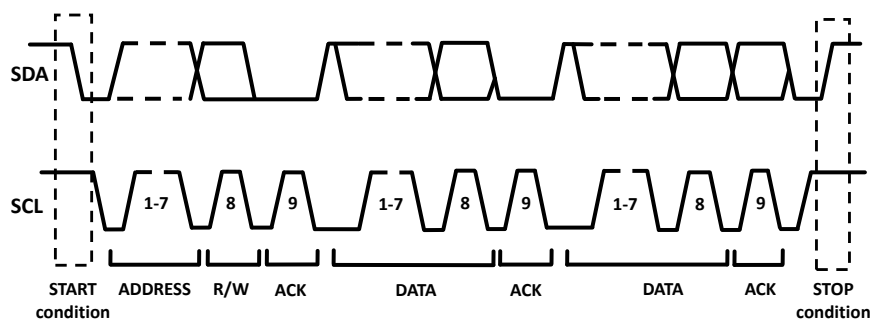 SDA
SCL
1-7 8 9 1-7 8 9 1-7 8 9
START condition
ADDRESS
R/W
ACK
DATA
ACK
DATA
ACK
STOP condition